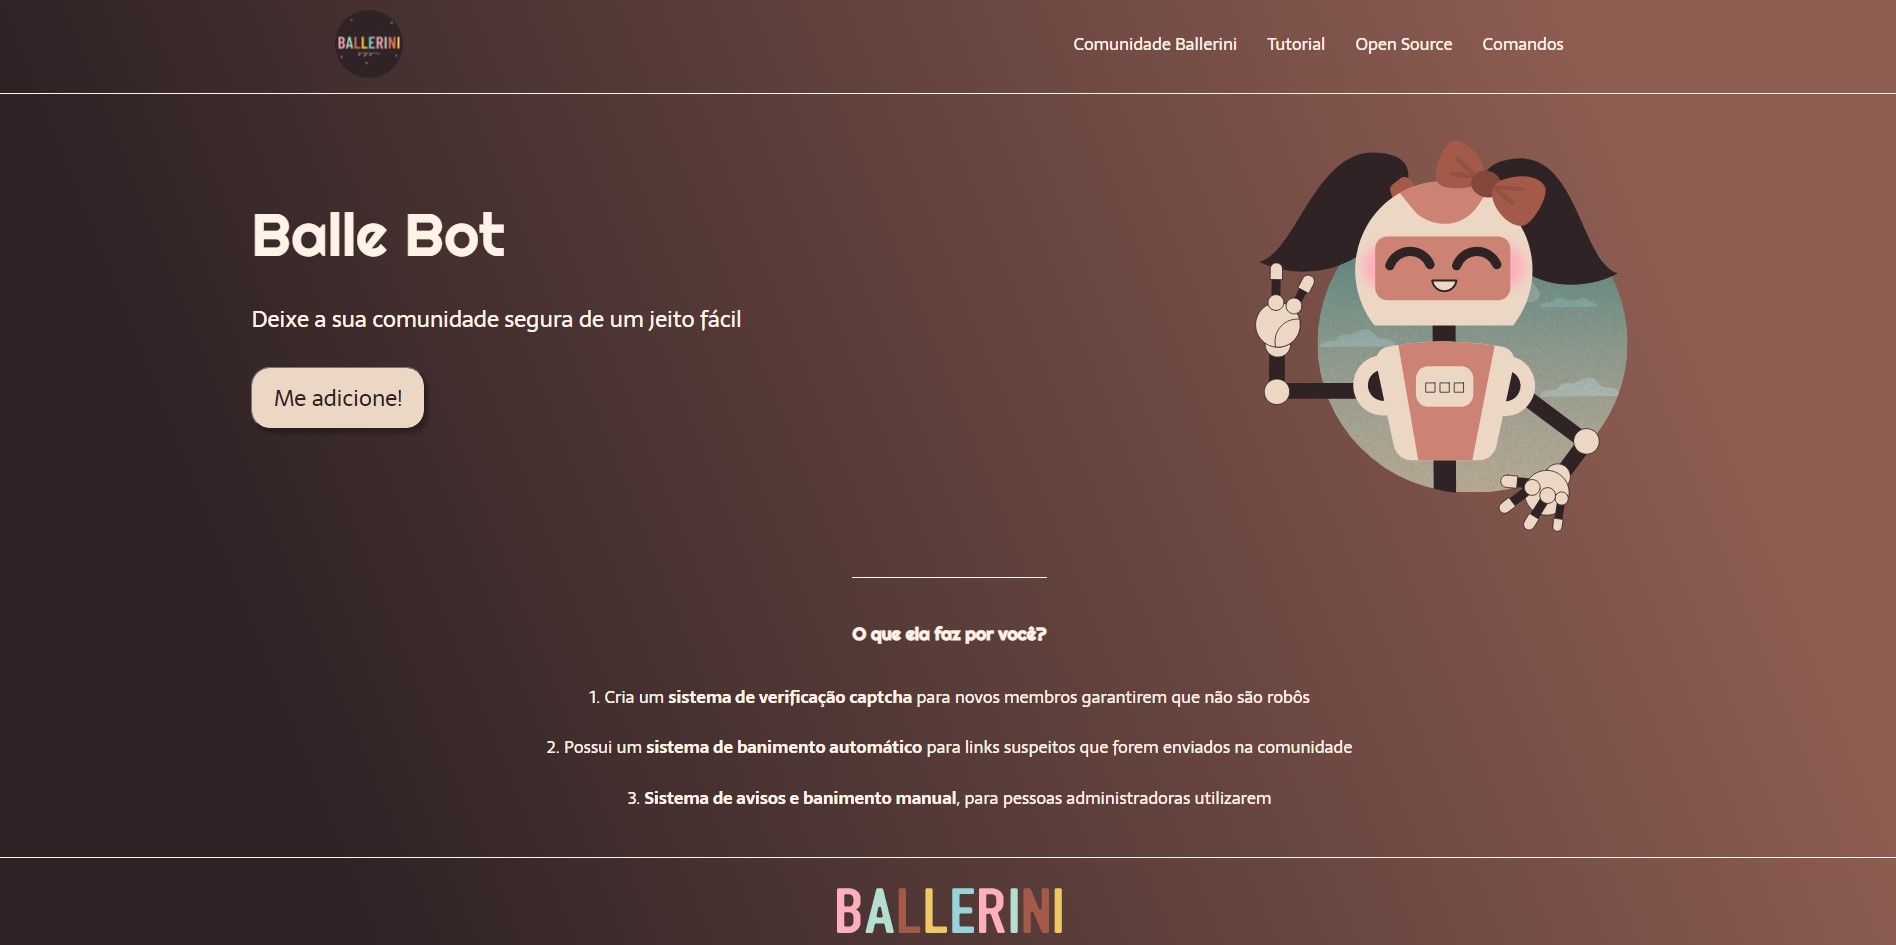 BALLERINI
Comunidade Ballerini
Tutorial
Open Source
Comandos
Balle Bot
Deixe a sua comunidade segura de um jeito fácil
Me adicione!
O que ela faz por você?
1. Cria um sistema de verificação captcha para novos membros garantirem que não são robôs
2. Possui um sistema de banimento automático para links suspeitos que forem enviados na comunidade
3. Sistema de avisos e banimento manual, para pessoas administradoras utilizarem
BALLERINI